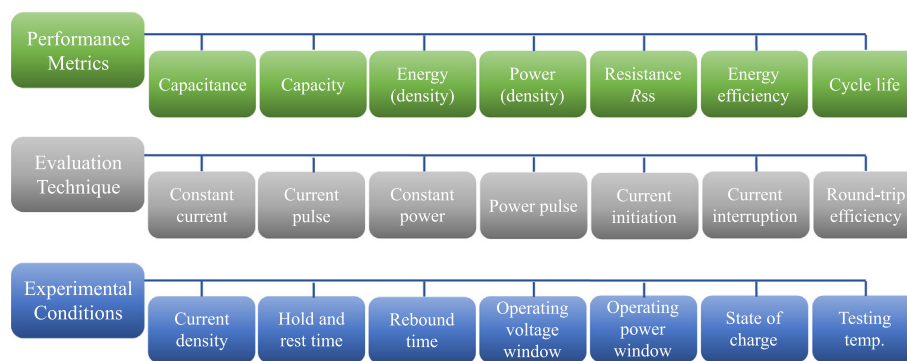 Performance
Metrics
Capacitance
Capacity
Energy
(density)
Power
(density)
Resistance
Rss
Energy
efficiency
Cycle life
Evaluation
Technique
Constant
current
Current
pulse
Constant
power
Power pulse
Current
initiation
Current
interruption
Round-trip
efficiency
Experimental
Conditions
Current
density
Hold and
rest time
Rebound
time
Operating
voltage
window
Operating
power
window
State of
charge
Testing
temp.